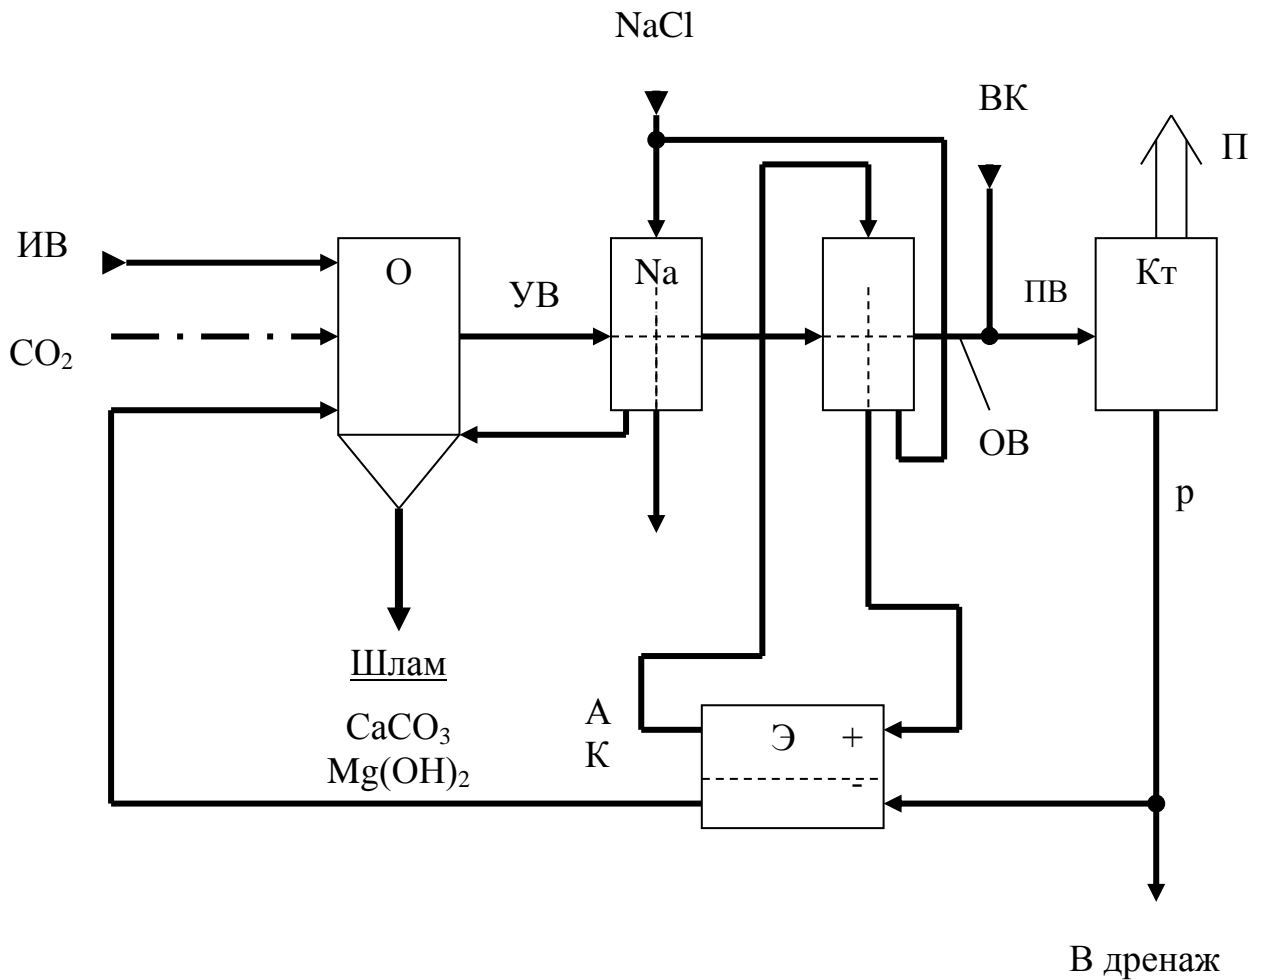 NaCl
ВК
П
ИВ
О
Na
Кт
УВ
ПВ
CO₂
ОВ
р
Шлам
CaCO₃
Mg(OH)₂
А
К
Э +
-
В дренаж